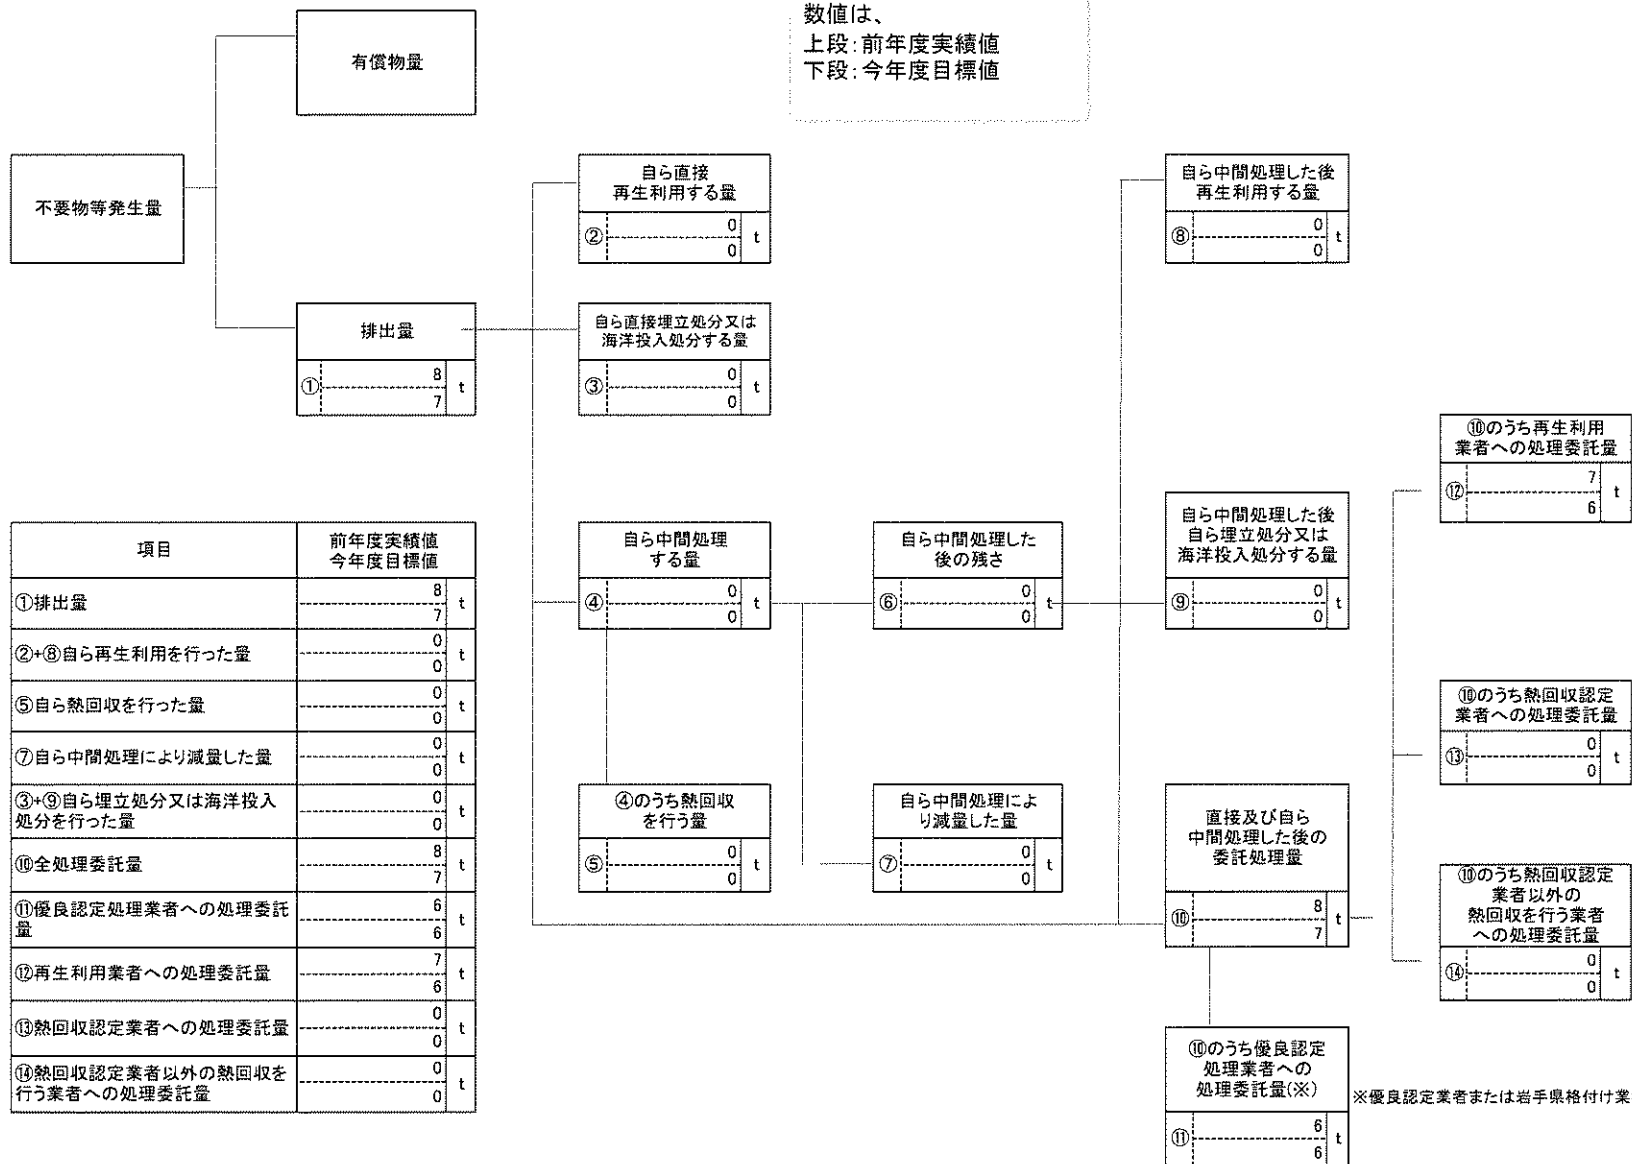 数値は、
上段：前年度実績値
下段：今年度目標値
有償物量
不要物等発生量
自ら直接
再生利用する量
② 0 t
0
自ら中間処理した後
再生利用する量
⑧ 0 t
0
排出量
① 8 t
7
自ら直接埋立処分又は
海洋投入処分する量
③ 0 t
0
⑩のうち再生利用
業者への処理委託量
⑫ 7 t
6
自ら中間処理
する量
④ 0 t
0
自ら中間処理した
後の残さ
⑥ 0 t
0
自ら中間処理した後
自ら埋立処分又は
海洋投入処分する量
⑨ 0 t
0
⑩のうち熱回収認定
業者への処理委託量
⑬ 0 t
0
④のうち熱回収
を行う量
⑤ 0 t
0
自ら中間処理によ
り減量した量
⑦ 0 t
0
直接及び自ら
中間処理した後の
委託処理量
⑩ 8 t
7
⑩のうち熱回収認定
業者以外の
熱回収を行う業者
への処理委託量
⑭ 0 t
0
⑩のうち優良認定
処理業者への
処理委託量(※)
⑪ 6 t
6
※優良認定業者または岩手県格付け業
項目 前年度実績値
今年度目標値
①排出量 8 t
7
②+⑧自ら再生利用を行った量 0 t
0
⑤自ら熱回収を行った量 0 t
0
⑦自ら中間処理により減量した量 0 t
0
③+⑨自ら埋立処分又は海洋投入
処分を行った量 0 t
0
⑩全処理委託量 8 t
7
⑪優良認定処理業者への処理委託
量 6 t
6
⑫再生利用業者への処理委託量 7 t
6
⑬熱回収認定業者への処理委託量 0 t
0
⑭熱回収認定業者以外の熱回収を
行う業者への処理委託量 0 t
0